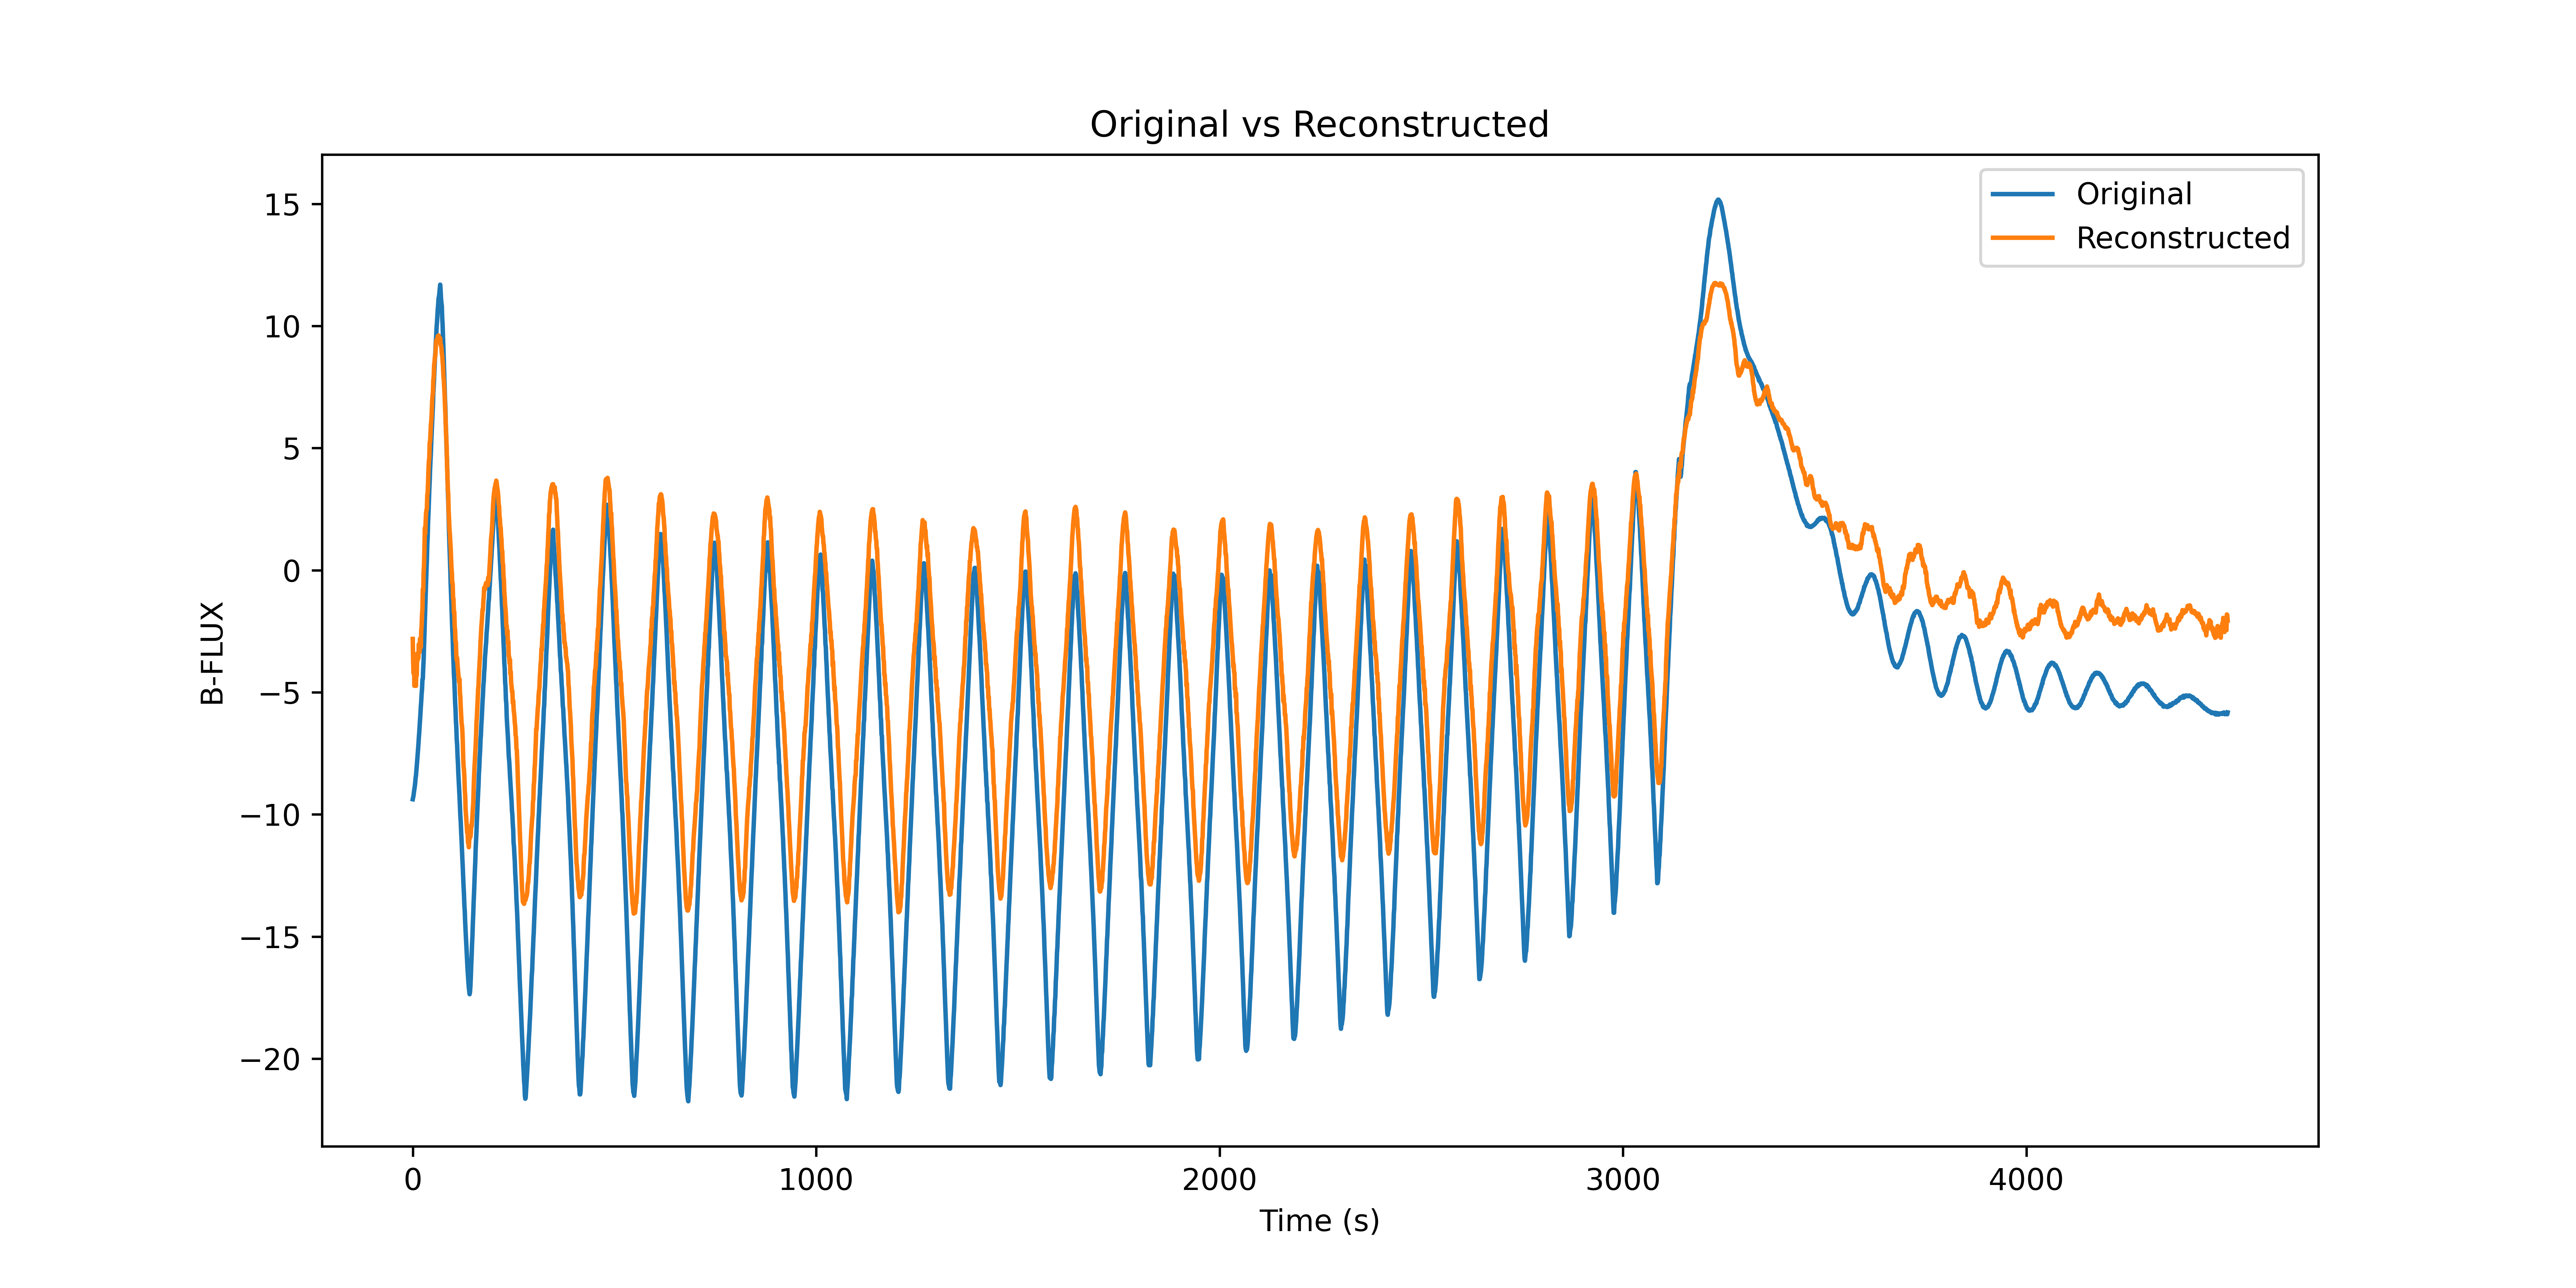 Original vs Reconstructed
Original
Reconstructed
15
10
5
0
−5
−10
−15
−20
B-FLUX
0 1000 2000 3000 4000
Time (s)